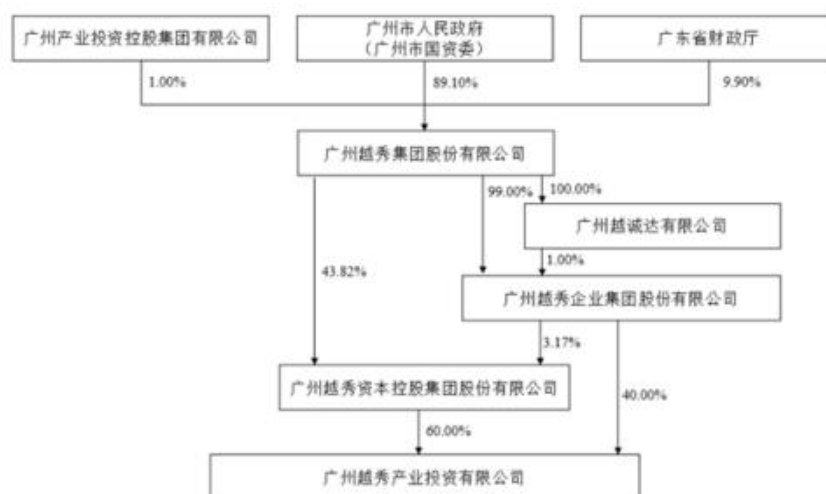 广州产业投资控股集团有限公司
广州市人民政府
（广州市国资委）
广东省财政厅
1.00%
89.10%
9.90%
广州越秀集团股份有限公司
99.00%
100.00%
广州越诚达有限公司
43.82%
1.00%
广州越秀企业集团股份有限公司
3.17%
广州越秀资本控股集团股份有限公司
40.00%
60.00%
广州越秀产业投资有限公司